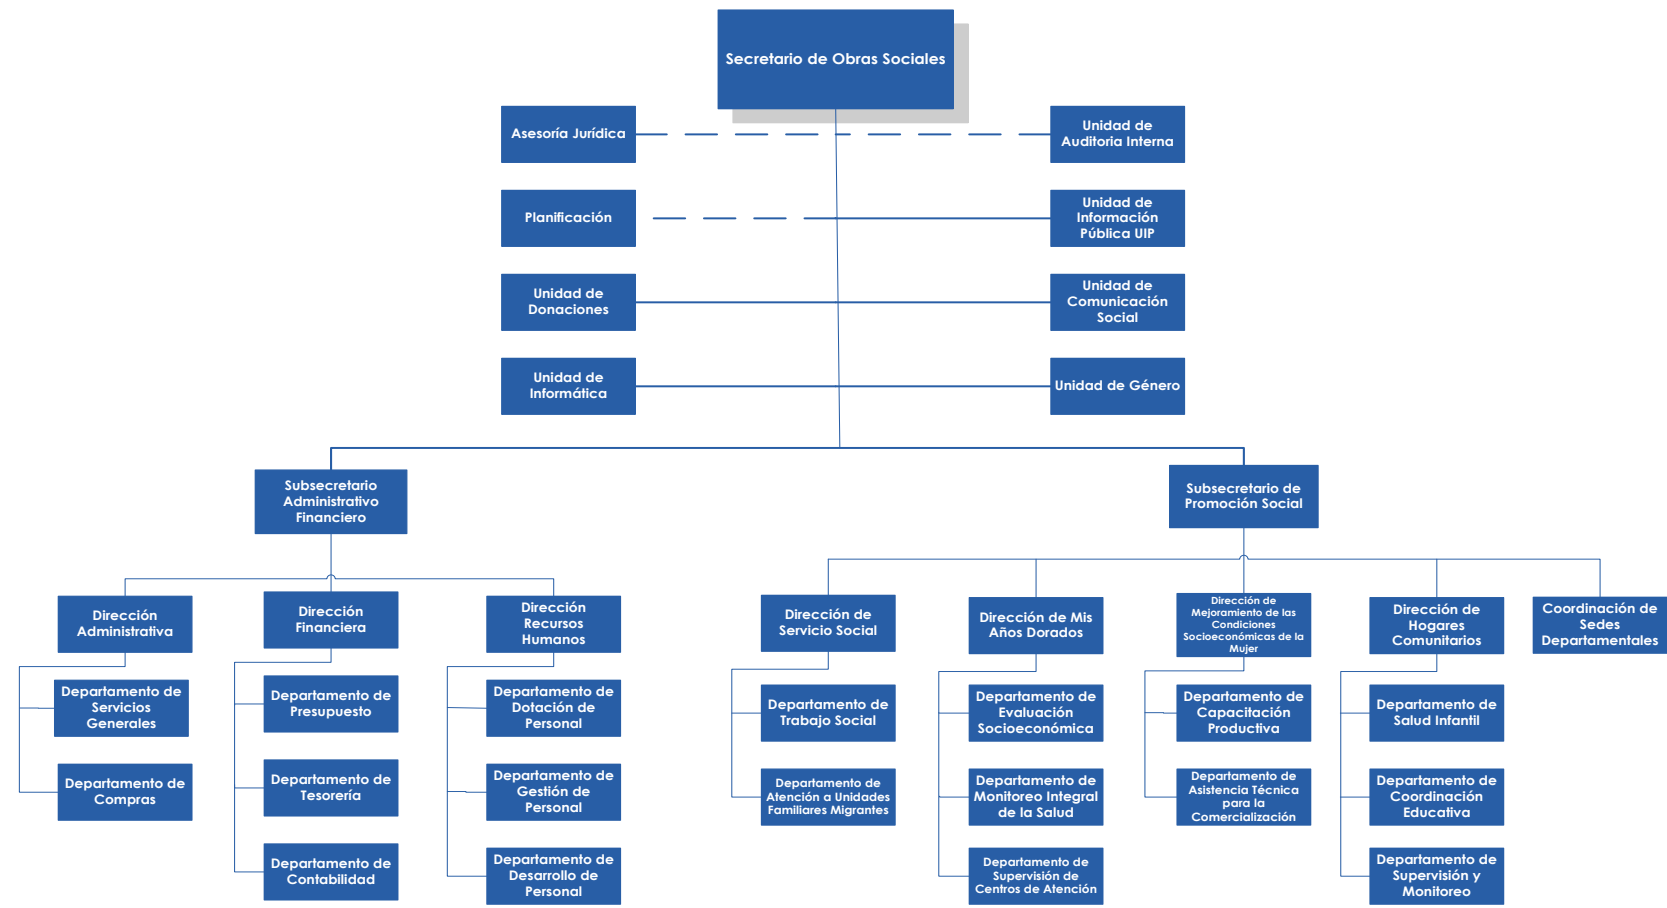 Secretario de Obras Sociales
Asesoría Jurídica
Unidad de
Auditoria Interna
Planificación
Unidad de
Información
Pública UIP
Unidad de
Donaciones
Unidad de
Comunicación
Social
Unidad de
Informática
Unidad de Género
Subsecretario
Administrativo
Financiero
Subsecretario de
Promoción Social
Dirección
Administrativa
Dirección
Financiera
Dirección
Recursos
Humanos
Dirección de
Servicio Social
Dirección de Mis
Años Dorados
Dirección de
Mejoramiento de las
Condiciones
Socioeconómicas de la
Mujer
Dirección de
Hogares
Comunitarios
Coordinación de
Sedes
Departamentales
Departamento de
Servicios
Generales
Departamento de
Presupuesto
Departamento de
Dotación de
Personal
Departamento de
Trabajo Social
Departamento de
Evaluación
Socioeconómica
Departamento de
Capacitación
Productiva
Departamento de
Salud Infantil
Departamento de
Compras
Departamento de
Tesorería
Departamento de
Gestión de
Personal
Departamento de
Atención a Unidades
Familiares Migrantes
Departamento de
Monitoreo Integral
de la Salud
Departamento de
Asistencia Técnica
para la
Comercialización
Departamento de
Coordinación
Educativa
Departamento de
Contabilidad
Departamento de
Desarrollo de
Personal
Departamento de
Supervisión de
Centros de Atención
Departamento de
Supervisión y
Monitoreo